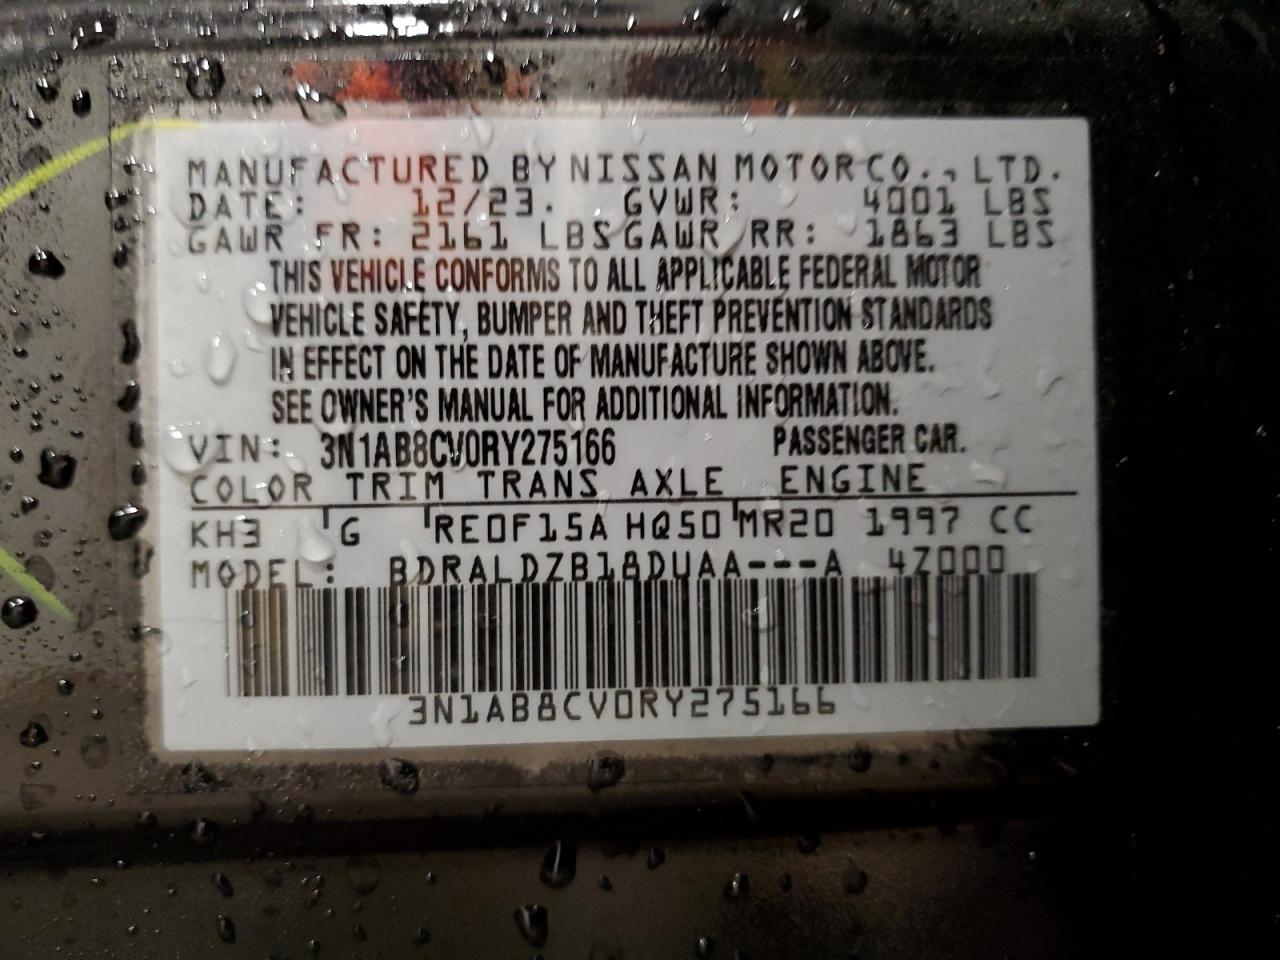 MANUFACTURED BY NISSAN MOTOR CO., LTD.
DATE: 12/23. GVWR: 4001 LBS
GAWR FR: 2161 LBS GAWR RR: 1863 LBS
THIS VEHICLE CONFORMS TO ALL APPLICABLE FEDERAL MOTOR
VEHICLE SAFETY, BUMPER AND THEFT PREVENTION STANDARDS
IN EFFECT ON THE DATE OF MANUFACTURE SHOWN ABOVE.
SEE OWNER'S MANUAL FOR ADDITIONAL INFORMATION.
VIN: 3N1AB8CV0RY275166 PASSENGER CAR.
COLOR TRIM TRANS AXLE ENGINE
KH3 G RE0F15A HQ50 MR20 1997 CC
MODEL: BDRALDZB18DUAA---A 4Z000
3N1AB8CV0RY275166